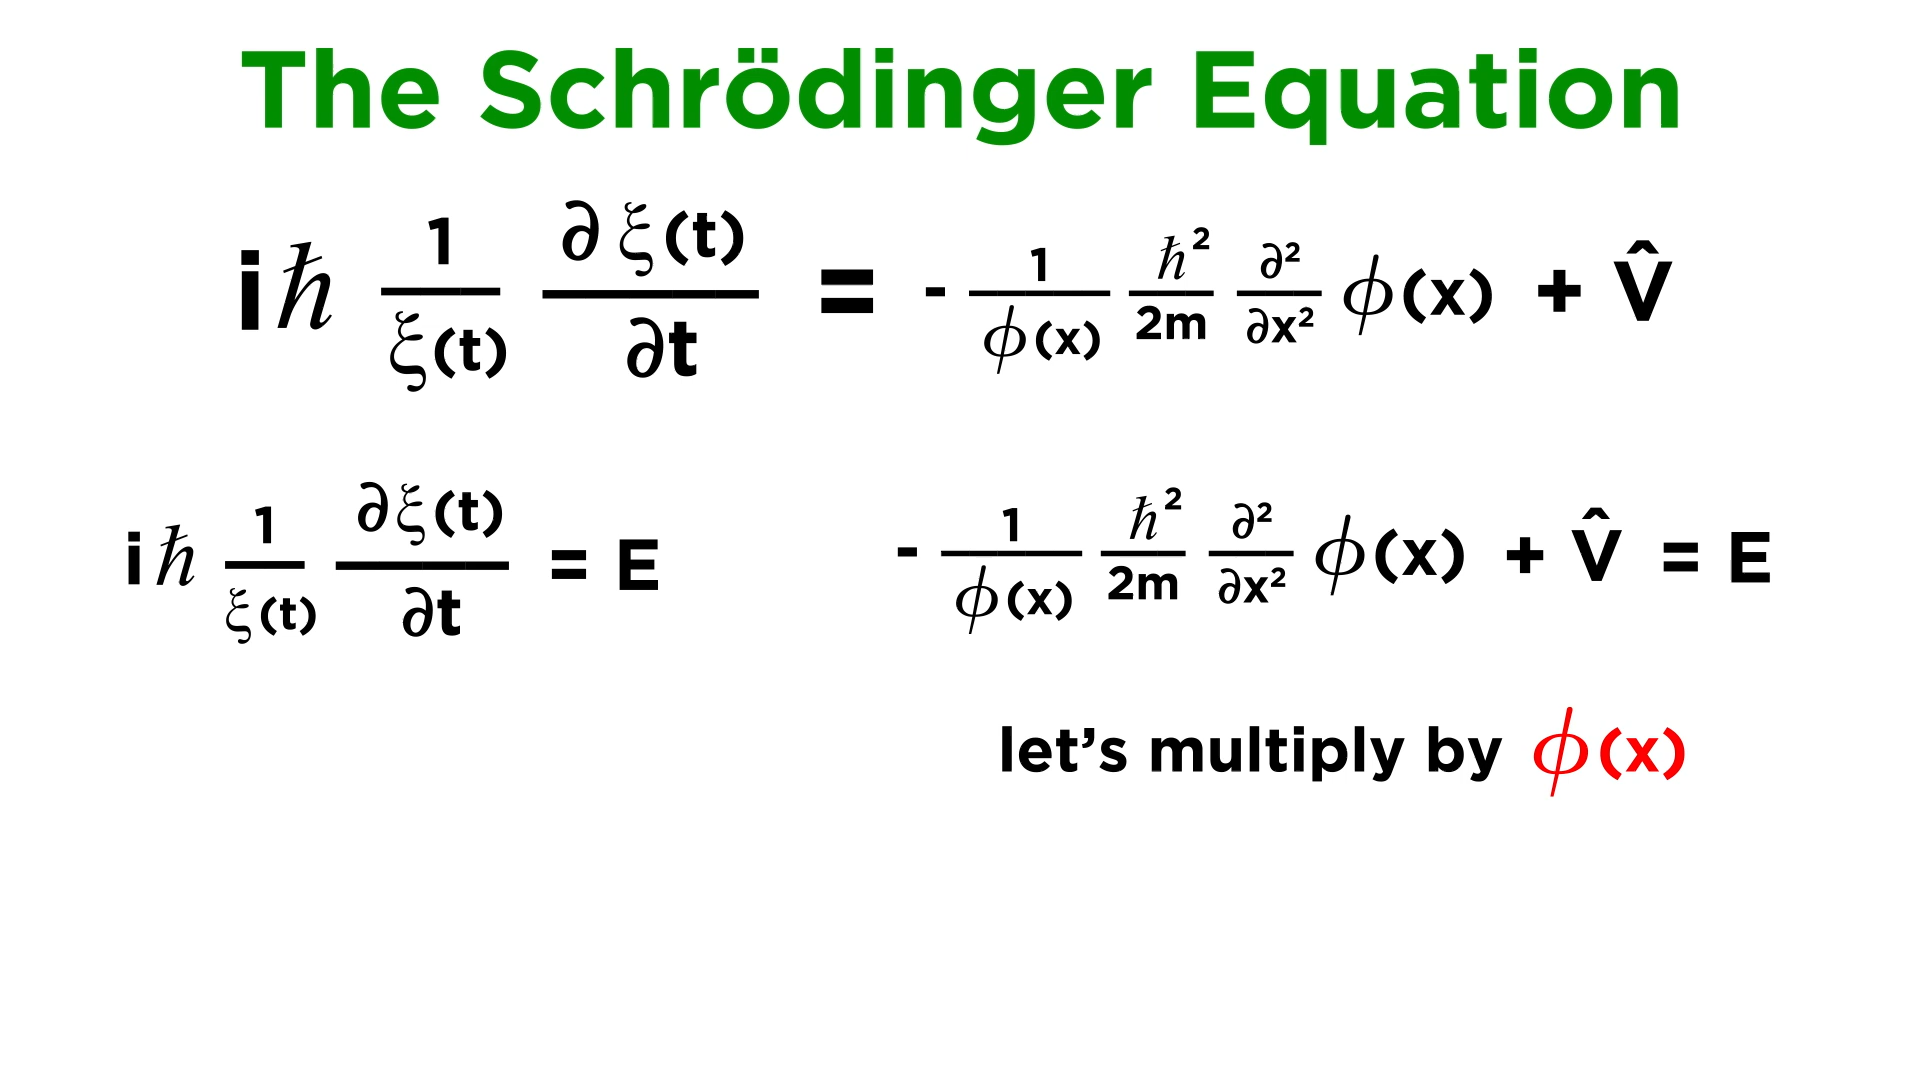 The Schrödinger Equation
iℏ 1/ξ(t) ∂ξ(t)/∂t = - 1/ϕ(x) ℏ²/2m ∂²/∂x² ϕ(x) + V̂
iℏ 1/ξ(t) ∂ξ(t)/∂t = E
- 1/ϕ(x) ℏ²/2m ∂²/∂x² ϕ(x) + V̂ = E
let’s multiply by ϕ(x)